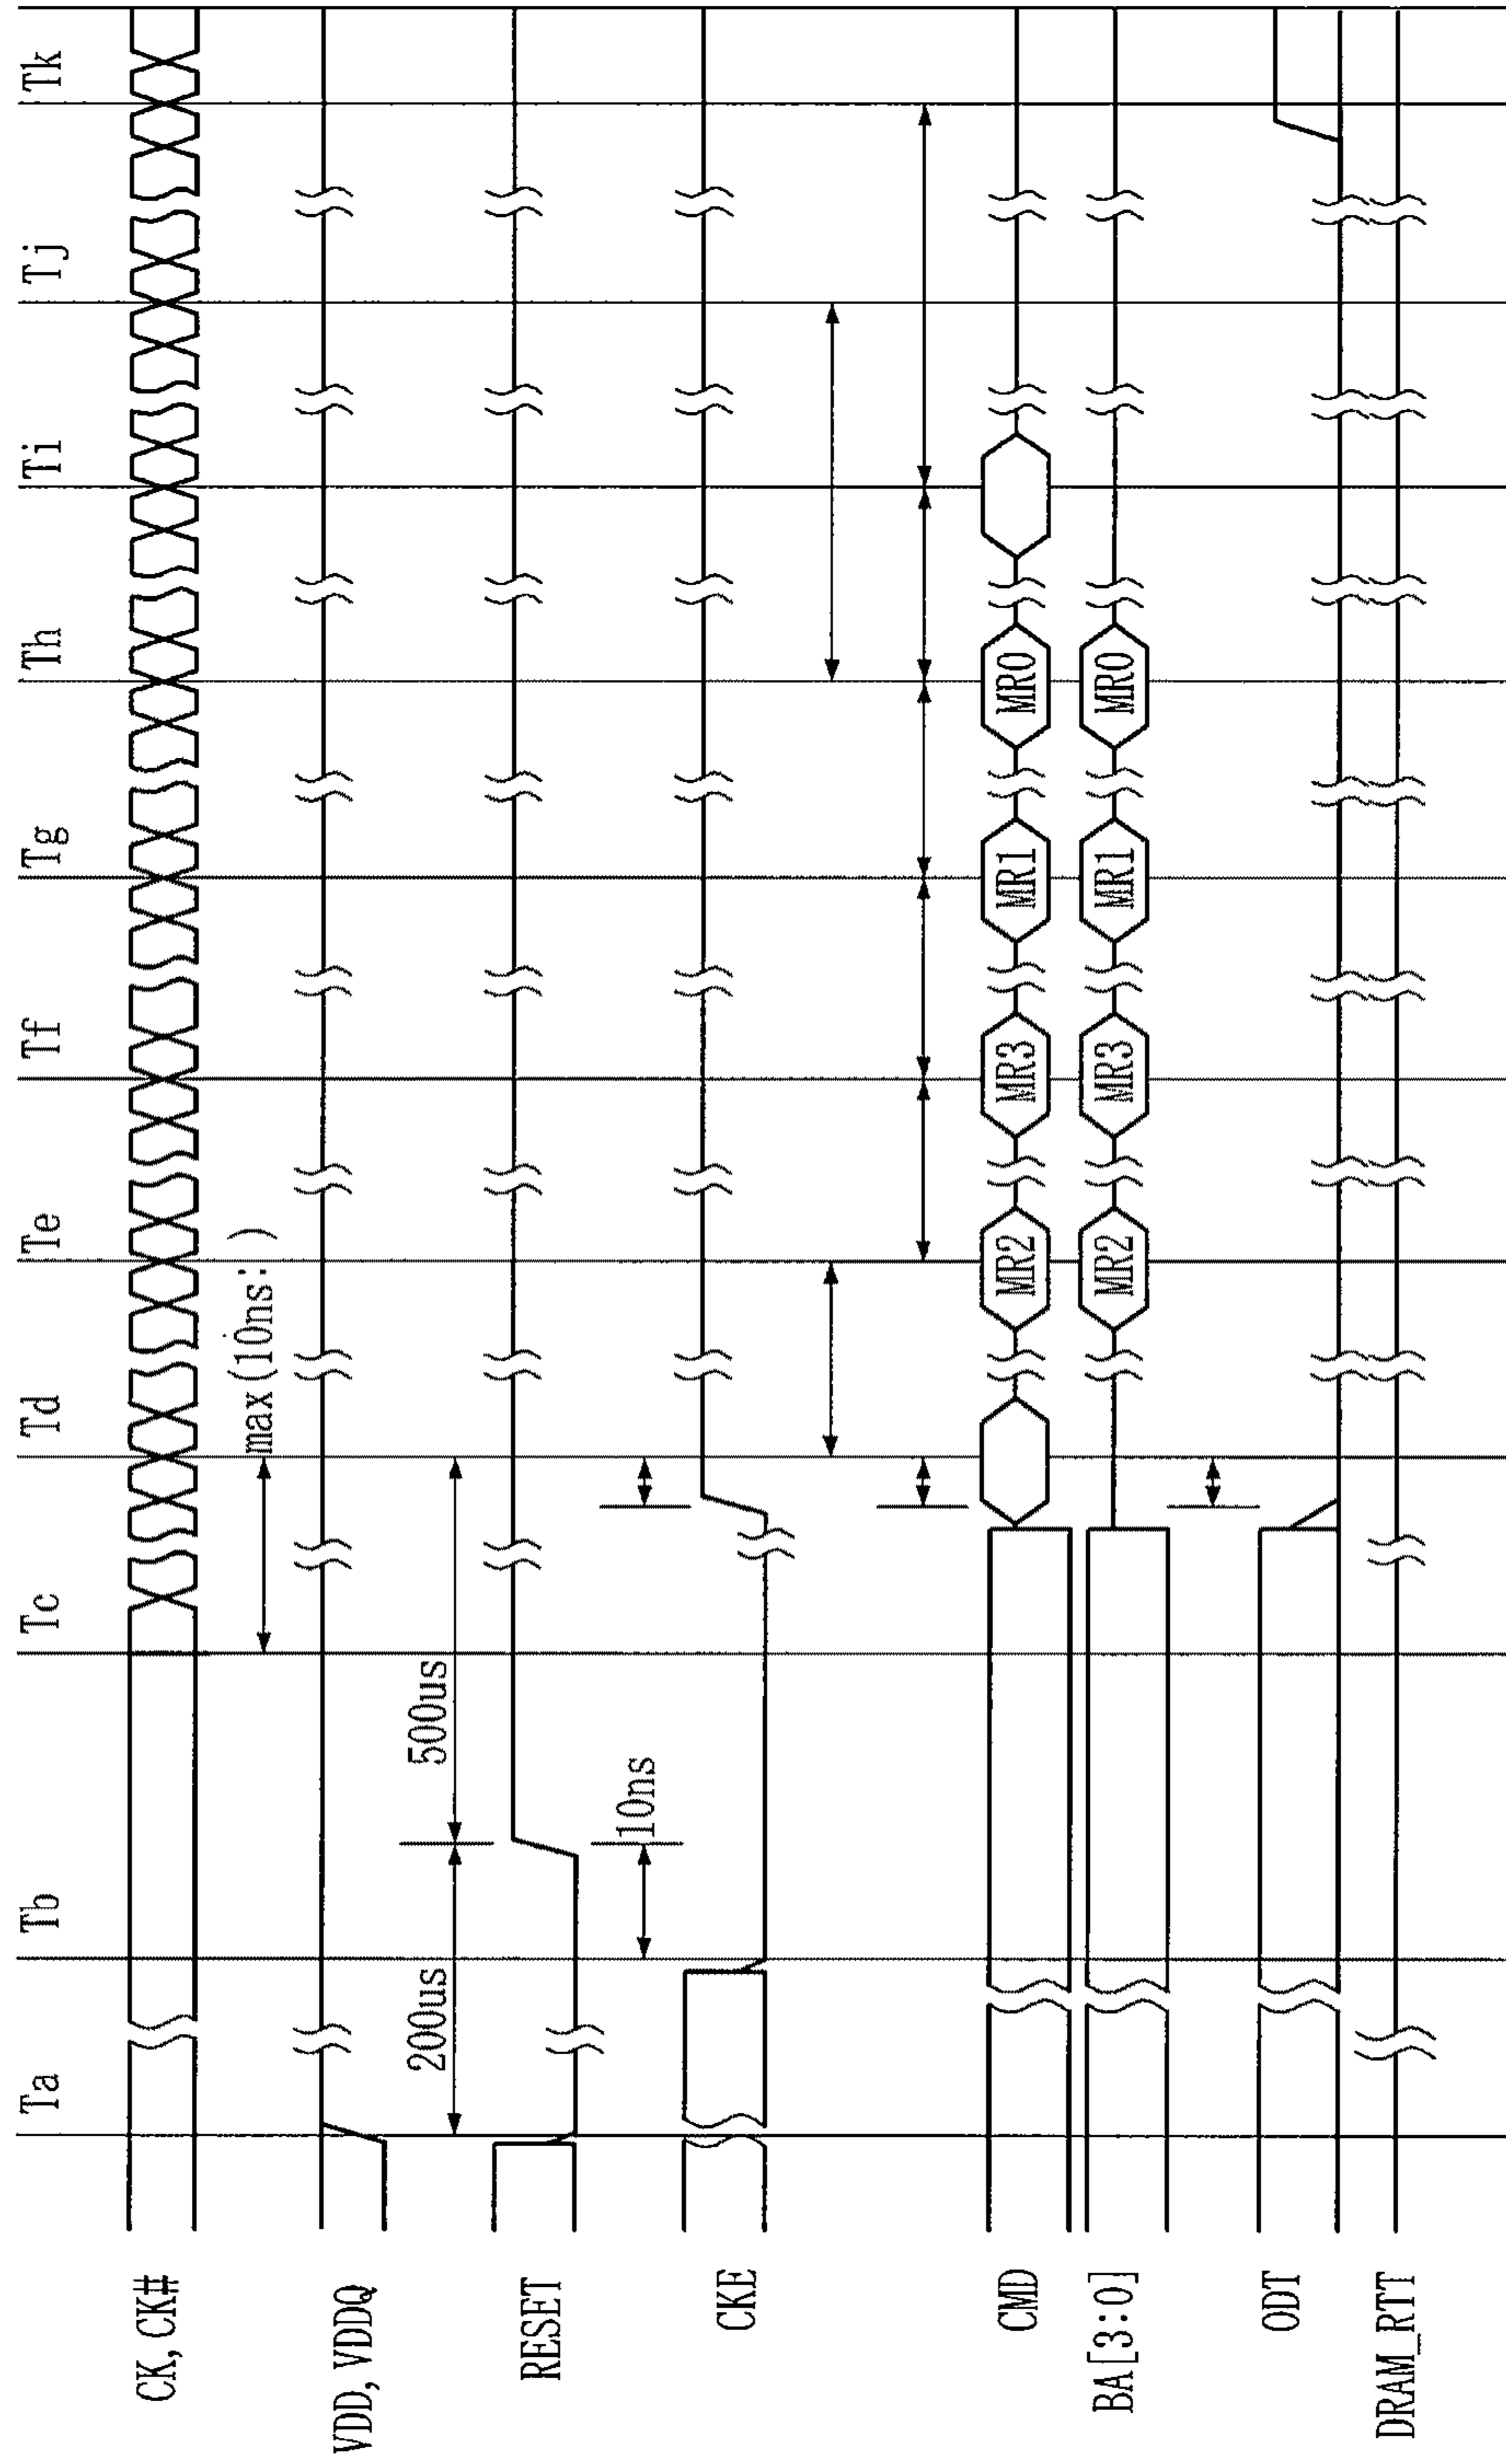 Ta Tb Tc Td Te Tf Tg Th Ti Tj Tk
CK, CK#
max(10ns: )
VDD, VDDQ
200us 500us
RESET
10ns
CKE
CMD MR2 MR3 MR1 MR0
BA[3:0] MR2 MR3 MR1 MR0
ODT
DRAM_RTT